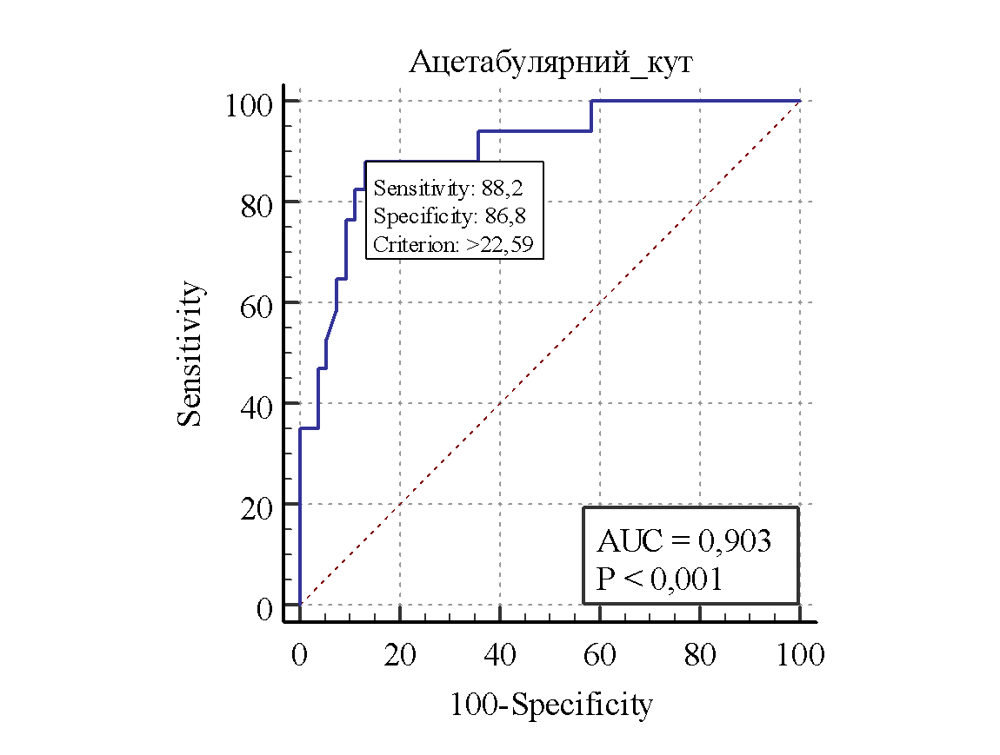 Ацетабулярний_кут
100
80
60
40
20
0
Sensitivity
Sensitivity: 88,2
Specificity: 86,8
Criterion: >22,59
AUC = 0,903
P < 0,001
0 20 40 60 80 100
100-Specificity